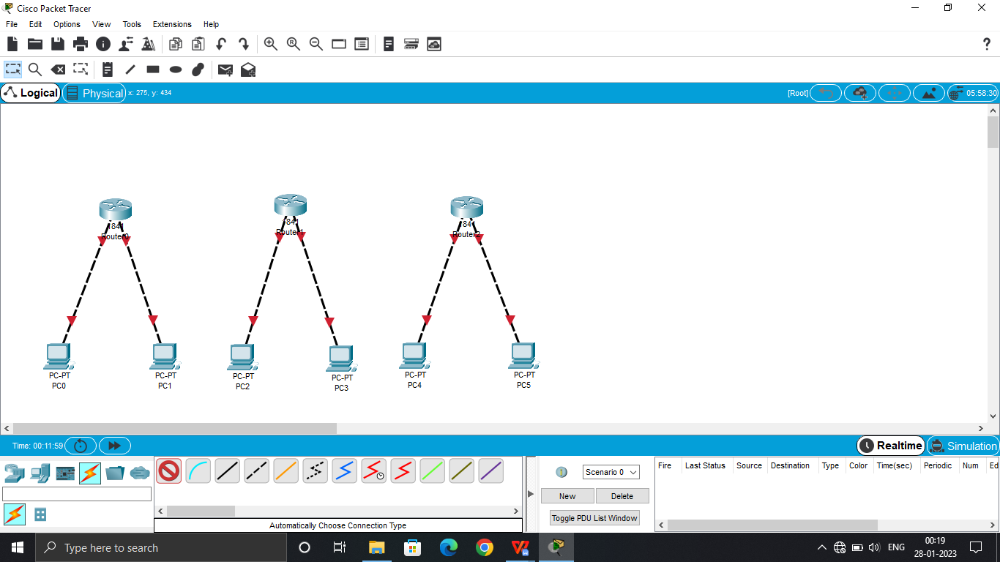 Cisco Packet Tracer
File Edit Options View Tools Extensions Help
Logical Physical x: 275, y: 434 [Root] 05:58:30
1841
Router0
1841
Router1
1841
Router2
PC-PT
PC0
PC-PT
PC1
PC-PT
PC2
PC-PT
PC3
PC-PT
PC4
PC-PT
PC5
Time: 00:11:59 Realtime Simulation
Scenario 0
New Delete
Toggle PDU List Window
Fire Last Status Source Destination Type Color Time(sec) Periodic Num Ed
Automatically Choose Connection Type
Type here to search
ENG
00:19
28-01-2023